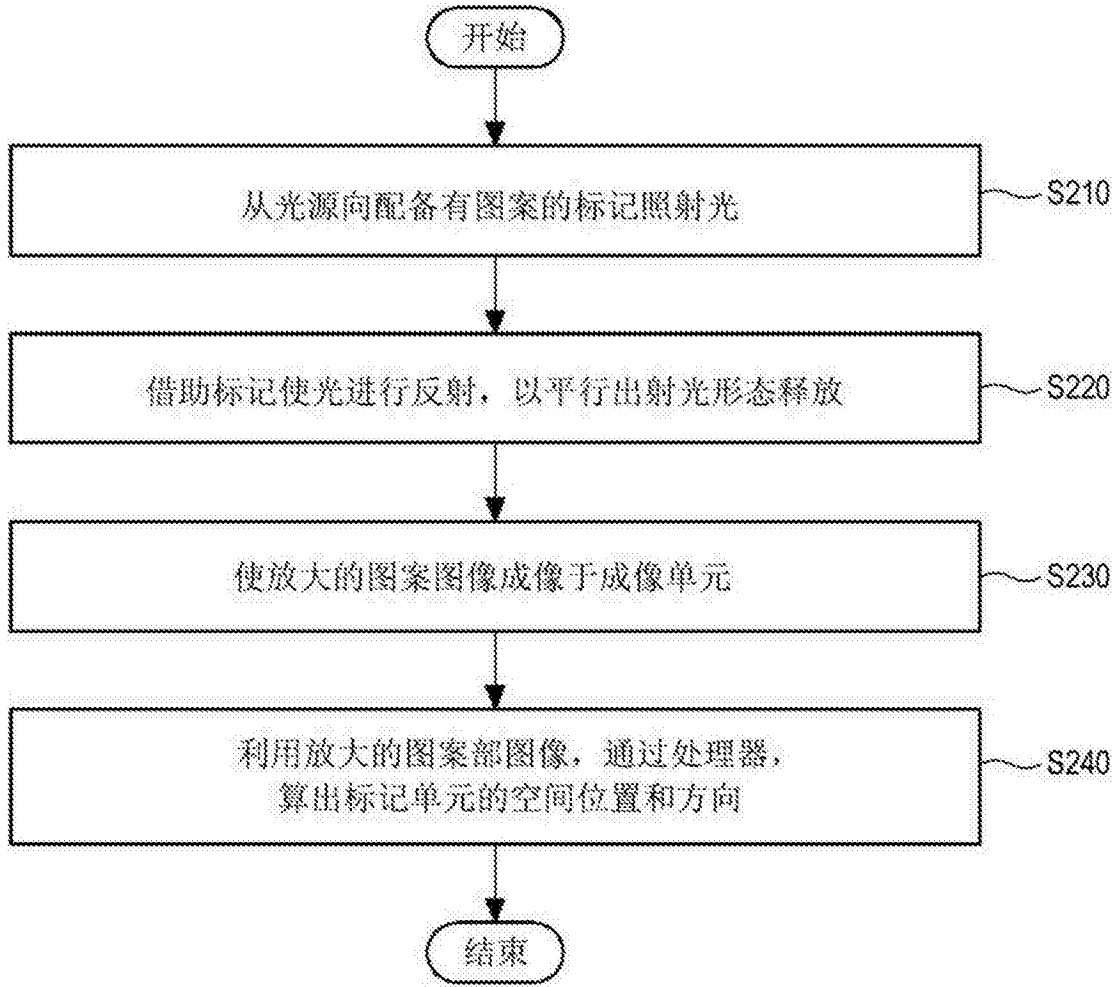 开始
从光源向配备有图案的标记照射光
S210
借助标记使光进行反射，以平行出射光形态释放
S220
使放大的图案图像成像于成像单元
S230
利用放大的图案部图像，通过处理器，
算出标记单元的空间位置和方向
S240
结束